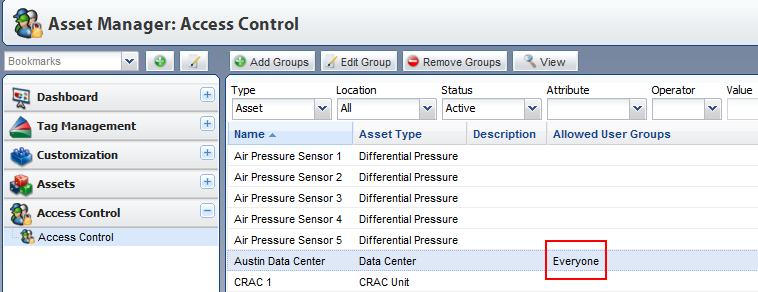 Asset Manager: Access Control
Bookmarks
Add Groups
Edit Group
Remove Groups
View
Dashboard
Tag Management
Customization
Assets
Access Control
Access Control
Type Location Status Attribute Operator Value
Asset All Active
Name Asset Type Description Allowed User Groups
Air Pressure Sensor 1 Differential Pressure
Air Pressure Sensor 2 Differential Pressure
Air Pressure Sensor 3 Differential Pressure
Air Pressure Sensor 4 Differential Pressure
Air Pressure Sensor 5 Differential Pressure
Austin Data Center Data Center Everyone
CRAC 1 CRAC Unit